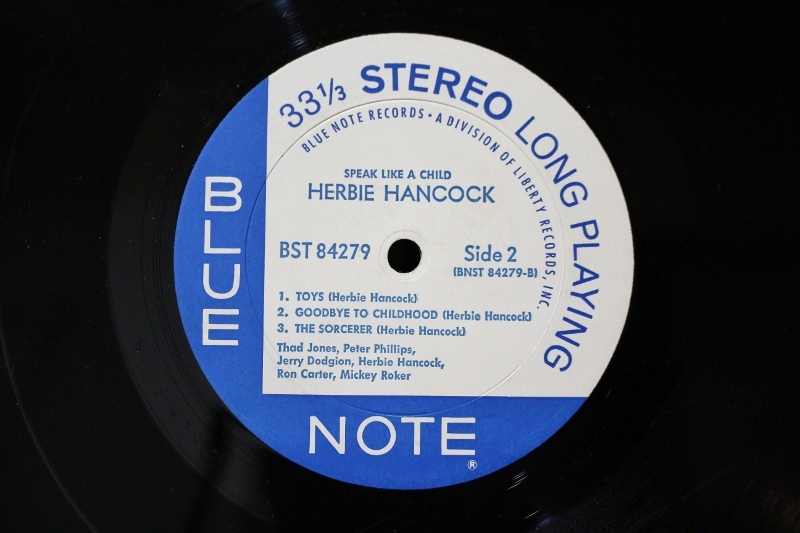 33⅓ STEREO LONG PLAYING
BLUE NOTE RECORDS • A DIVISION OF LIBERTY RECORDS, INC.
SPEAK LIKE A CHILD
HERBIE HANCOCK
BST 84279
Side 2
(BNST 84279-B)
1. TOYS (Herbie Hancock)
2. GOODBYE TO CHILDHOOD (Herbie Hancock)
3. THE SORCERER (Herbie Hancock)
Thad Jones, Peter Phillips,
Jerry Dodgion, Herbie Hancock,
Ron Carter, Mickey Roker
BLUE
NOTE
®